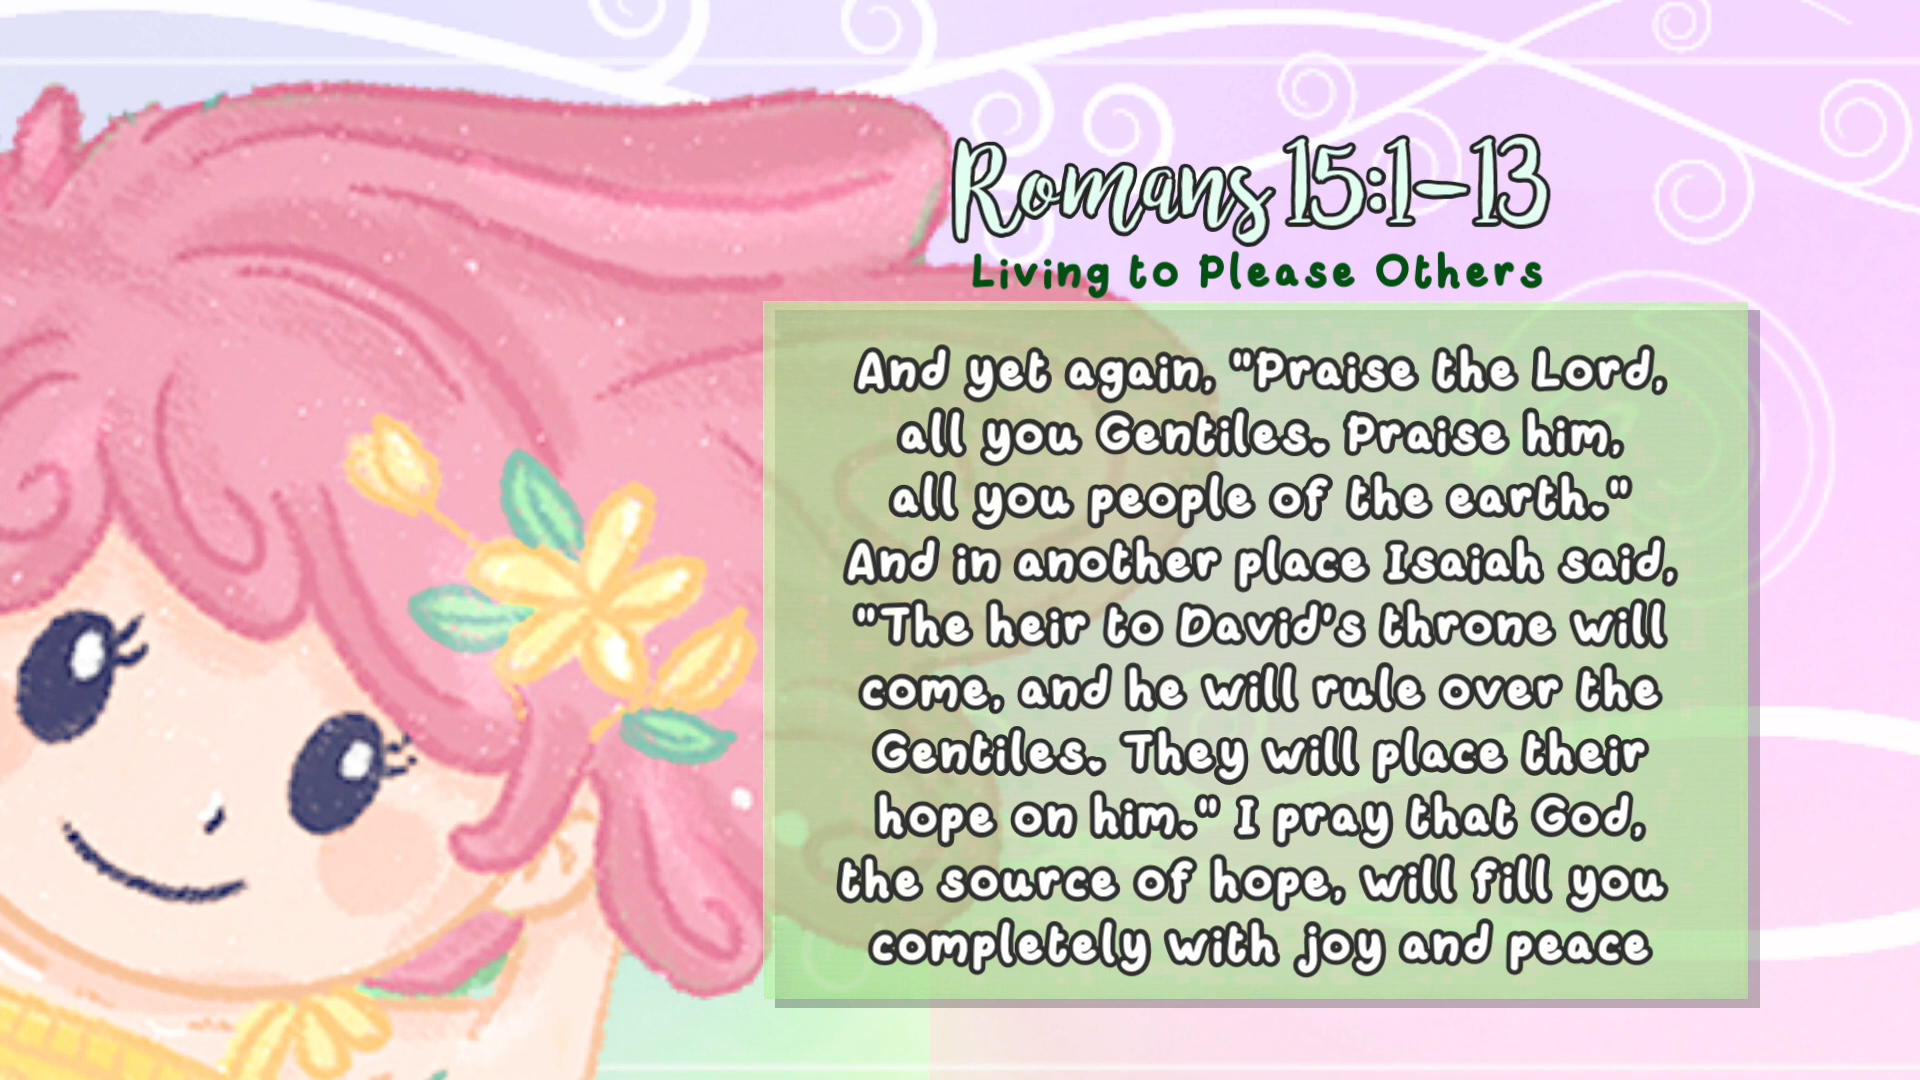 Romans 15:1-13
Living to Please Others
And yet again, "Praise the Lord,
all you Gentiles. Praise him,
all you people of the earth."
And in another place Isaiah said,
"The heir to David's throne will
come, and he will rule over the
Gentiles. They will place their
hope on him." I pray that God,
the source of hope, will fill you
completely with joy and peace